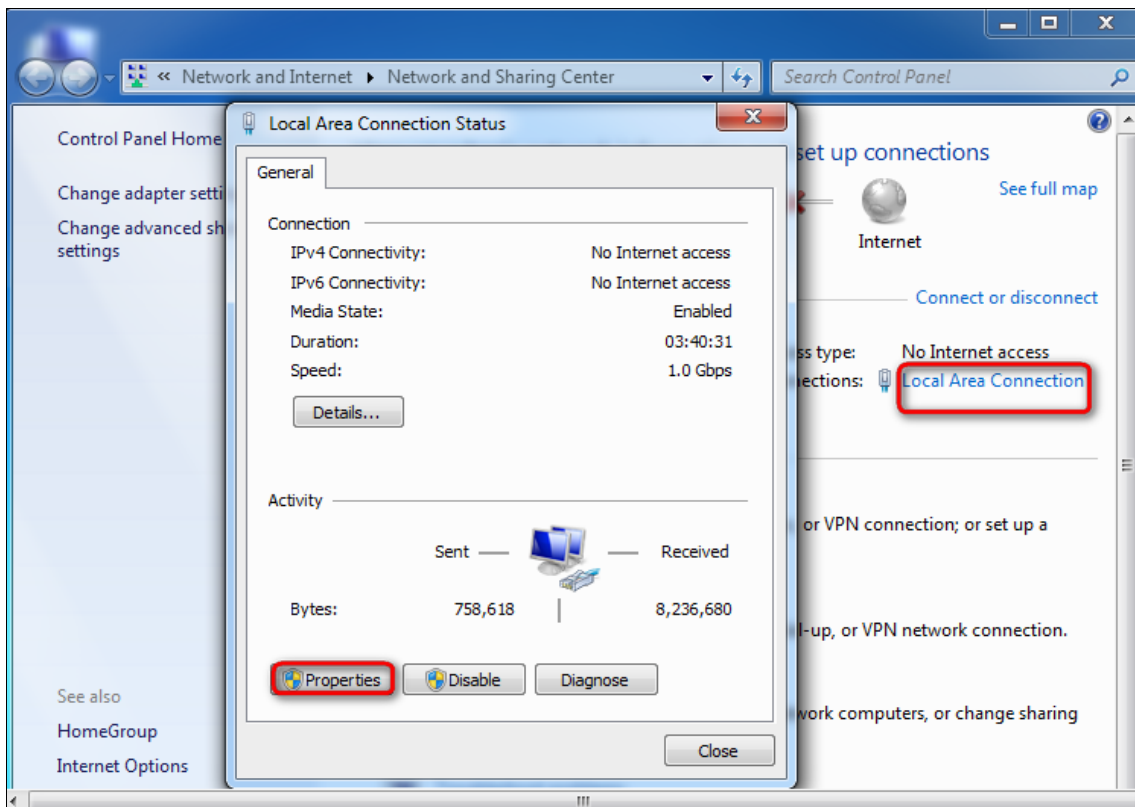 « Network and Internet ▸ Network and Sharing Center
Search Control Panel
Control Panel Home
Change adapter setti
Change advanced sh
settings
See also
HomeGroup
Internet Options
Local Area Connection Status
General
Connection
IPv4 Connectivity: No Internet access
IPv6 Connectivity: No Internet access
Media State: Enabled
Duration: 03:40:31
Speed: 1.0 Gbps
Details...
Activity
Sent Received
Bytes: 758,618 8,236,680
Properties Disable Diagnose
Close
set up connections
See full map
Internet
Connect or disconnect
ss type: No Internet access
ections: Local Area Connection
or VPN connection; or set up a
l-up, or VPN network connection.
work computers, or change sharing